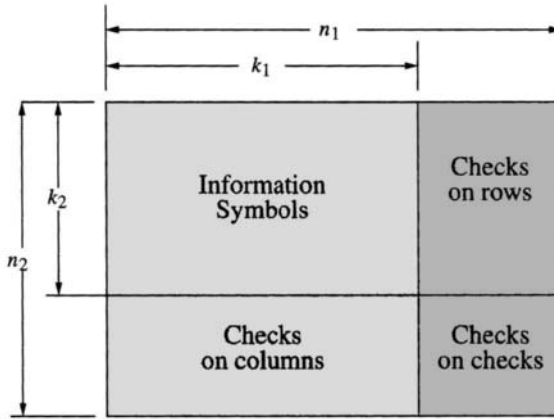 n1
k1
k2
n2
Information
Symbols
Checks
on rows
Checks
on columns
Checks
on checks